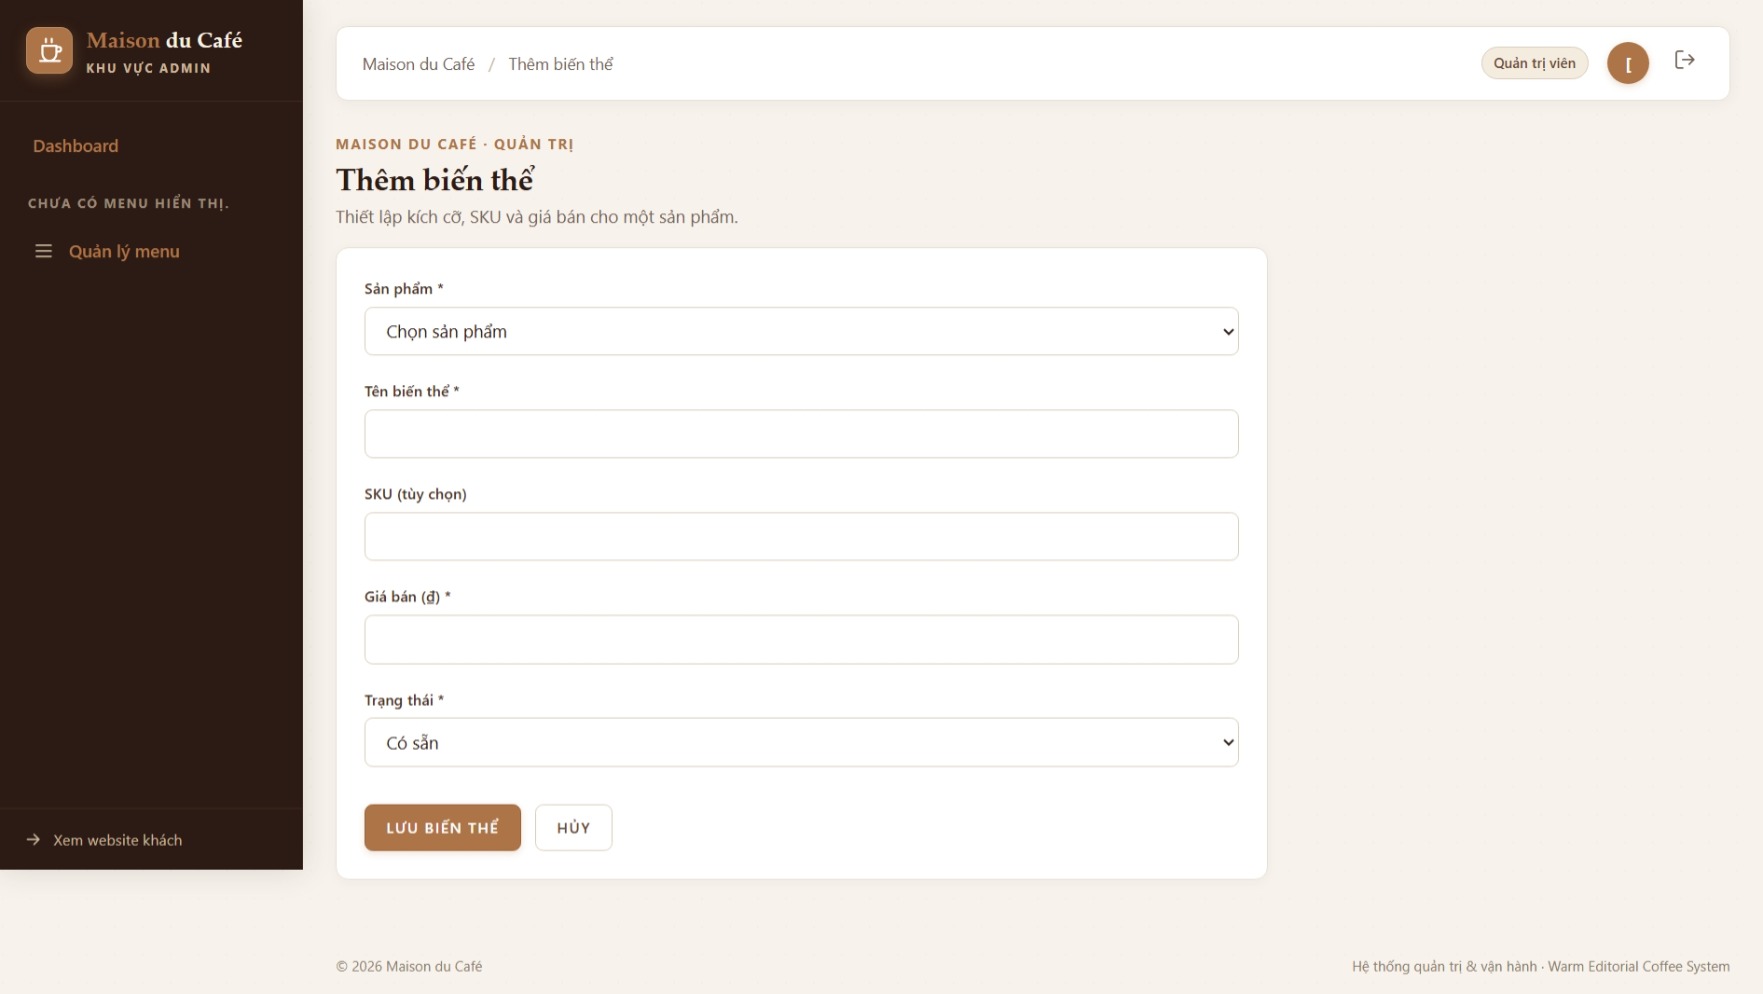 Maison du Café
KHU VỰC ADMIN
Dashboard
CHƯA CÓ MENU HIỂN THỊ.
Quản lý menu
Xem website khách
Maison du Café / Thêm biến thể
Quản trị viên
[
MAISON DU CAFÉ · QUẢN TRỊ
Thêm biến thể
Thiết lập kích cỡ, SKU và giá bán cho một sản phẩm.
Sản phẩm *
Chọn sản phẩm
Tên biến thể *
SKU (tùy chọn)
Giá bán (₫) *
Trạng thái *
Có sẵn
LƯU BIẾN THỂ
HỦY
© 2026 Maison du Café
Hệ thống quản trị & vận hành · Warm Editorial Coffee System